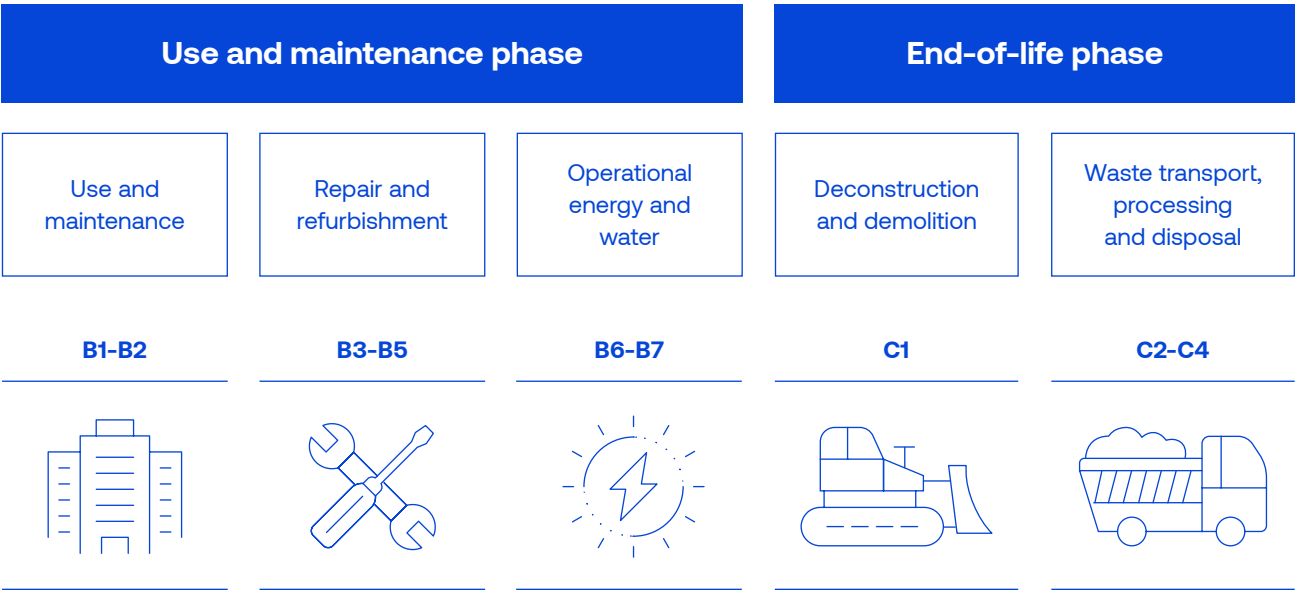 Use and maintenance phase
End-of-life phase
Use and
maintenance
Repair and
refurbishment
Operational
energy and
water
Deconstruction
and demolition
Waste transport,
processing
and disposal
B1-B2
B3-B5
B6-B7
C1
C2-C4